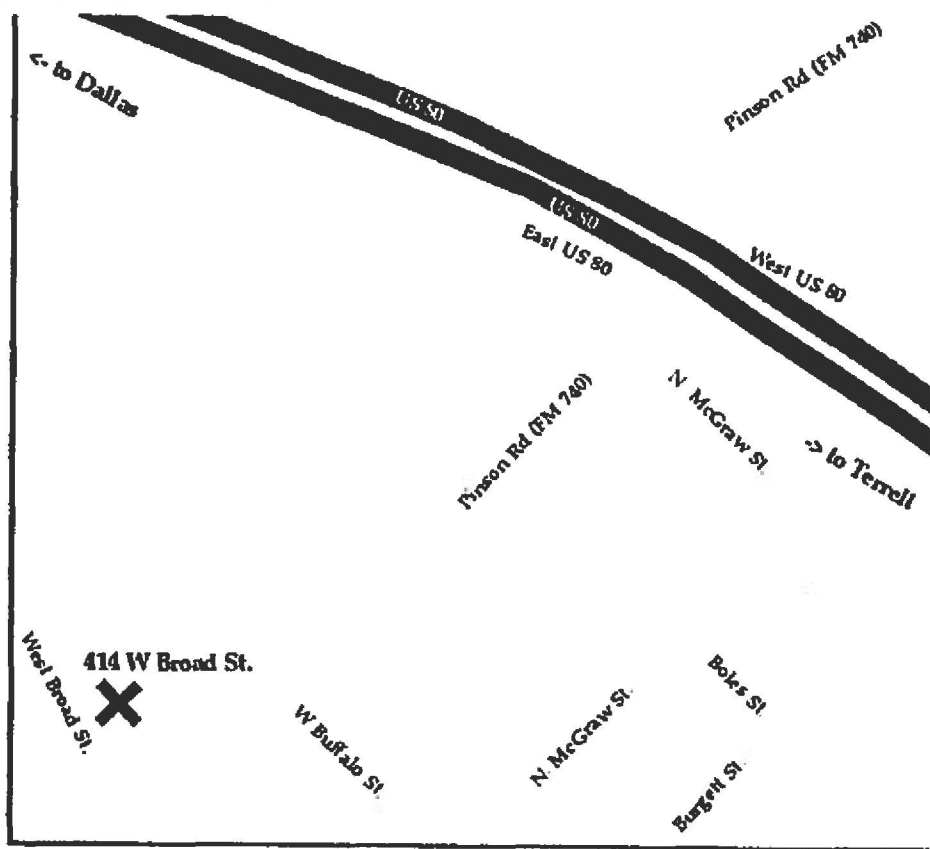 <- to Dallas
Pinson Rd (FM 740)
US 80
US 80
East US 80
West US 80
N McGraw St.
-> to Terrell
Pinson Rd (FM 740)
West Broad St.
414 W Broad St.
W Buffalo St.
N. McGraw St.
Boles St.
Burgett St.